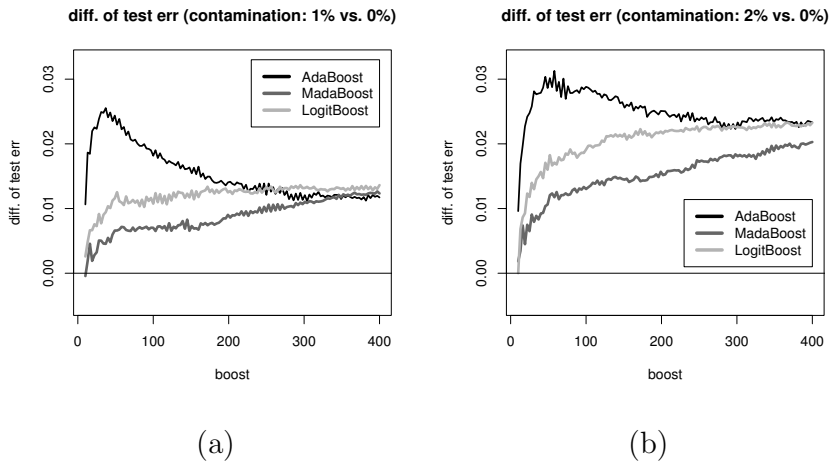 diff. of test err (contamination: 1% vs. 0%)
diff. of test err
0.03
0.02
0.01
0.00
AdaBoost
MadaBoost
LogitBoost
0
100
200
300
400
boost
(a)
diff. of test err (contamination: 2% vs. 0%)
diff. of test err
0.03
0.02
0.01
0.00
AdaBoost
MadaBoost
LogitBoost
0
100
200
300
400
boost
(b)